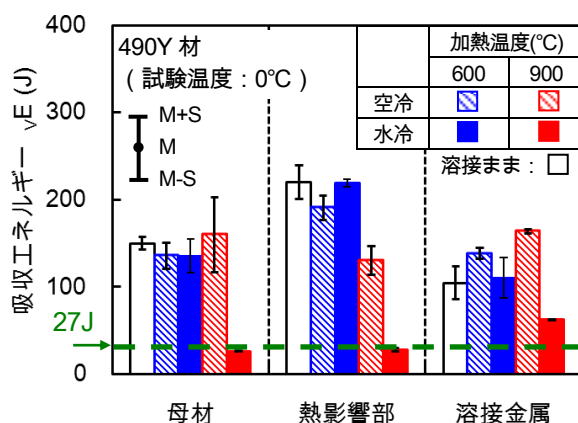 吸収エネルギー vE (J)
400
300
200
100
0
27J
490Y 材
(試験温度:0℃)
M+S
M
M-S
加熱温度(℃)
600 900
空冷
水冷
溶接まま:
母材 熱影響部 溶接金属